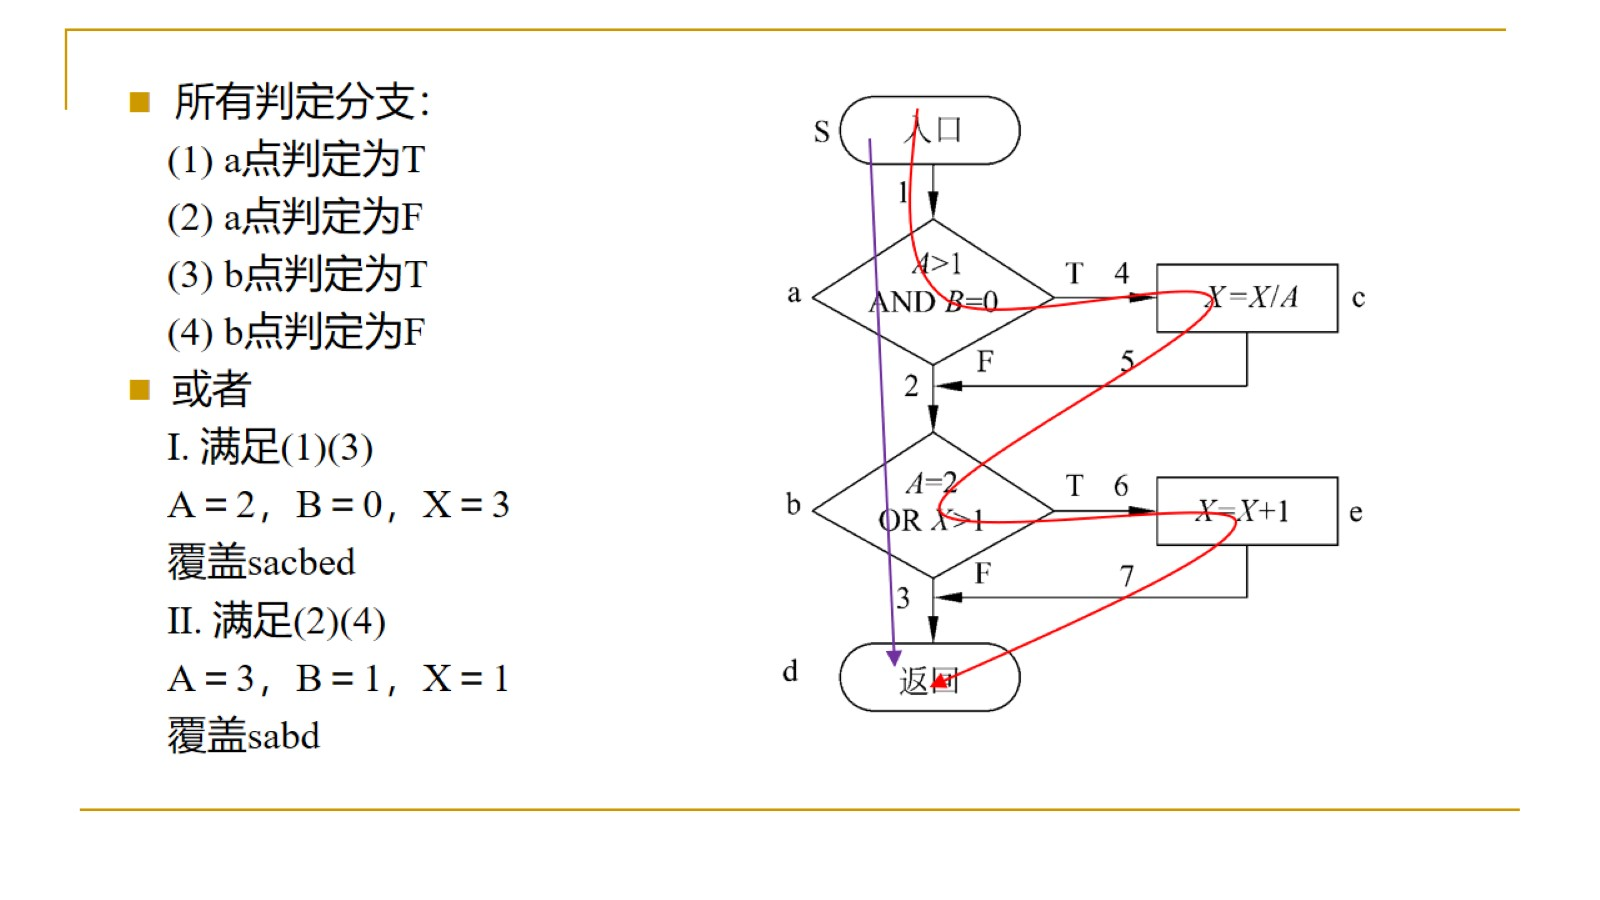 所有判定分支：
(1) a点判定为T
(2) a点判定为F
(3) b点判定为T
(4) b点判定为F
或者
I. 满足(1)(3)
A = 2，B = 0，X = 3
覆盖sacbed
II. 满足(2)(4)
A = 3，B = 1，X = 1
覆盖sabd
S
入口
1
a
A>1
AND B=0
T 4
X=X/A
c
F
5
2
b
A=2
OR X>1
T 6
X=X+1
e
F
7
3
d
返回